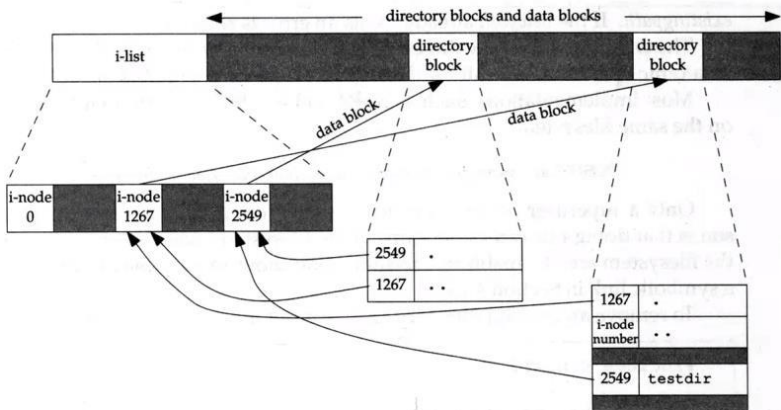 directory blocks and data blocks
i-list
directory
block
directory
block
data block
data block
i-node
0
i-node
1267
i-node
2549
2549 .
1267 ..
1267 .
i-node
number ..
2549 testdir